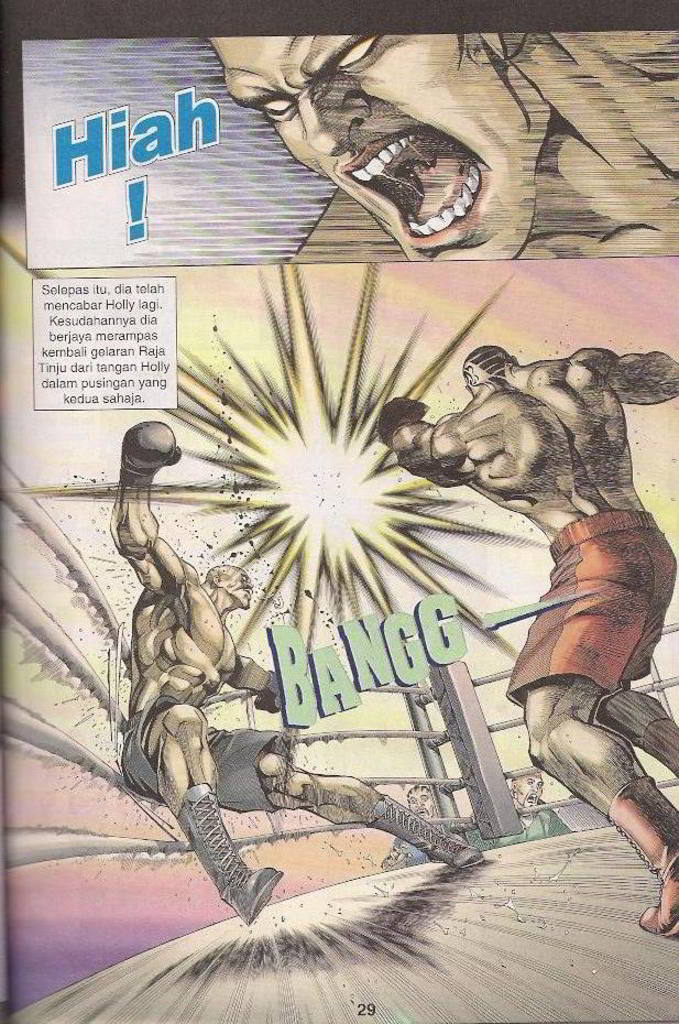 Hiah
!
Selepas itu, dia telah
mencabar Holly lagi.
Kesudahannya dia
berjaya merampas
kembali gelaran Raja
Tinju dari tangan Holly
dalam pusingan yang
kedua sahaja.
BANGG
29